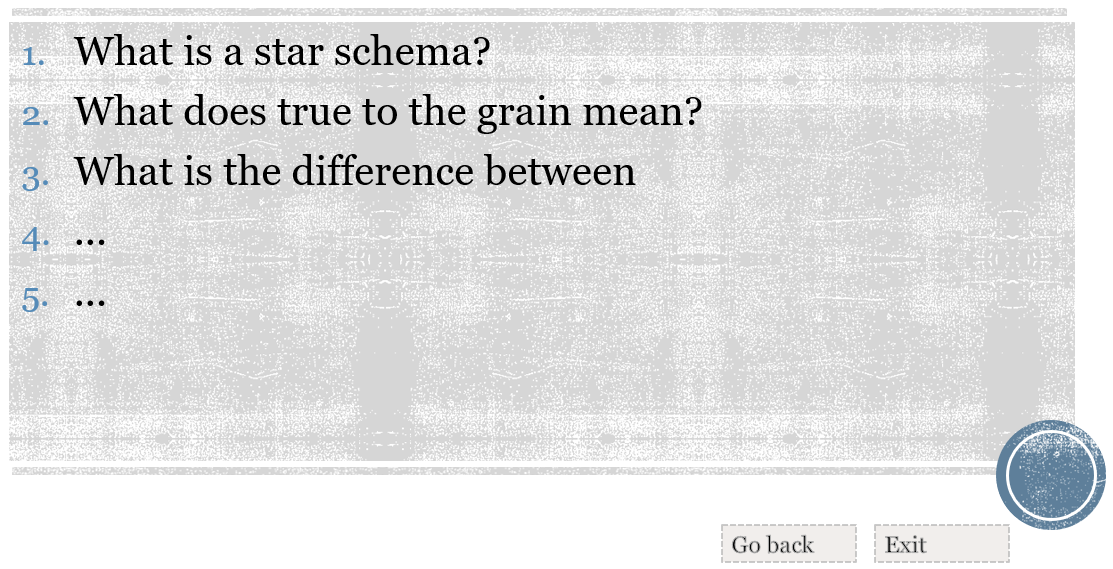 1. What is a star schema?
2. What does true to the grain mean?
3. What is the difference between
4. ...
5. ...
Go back
Exit